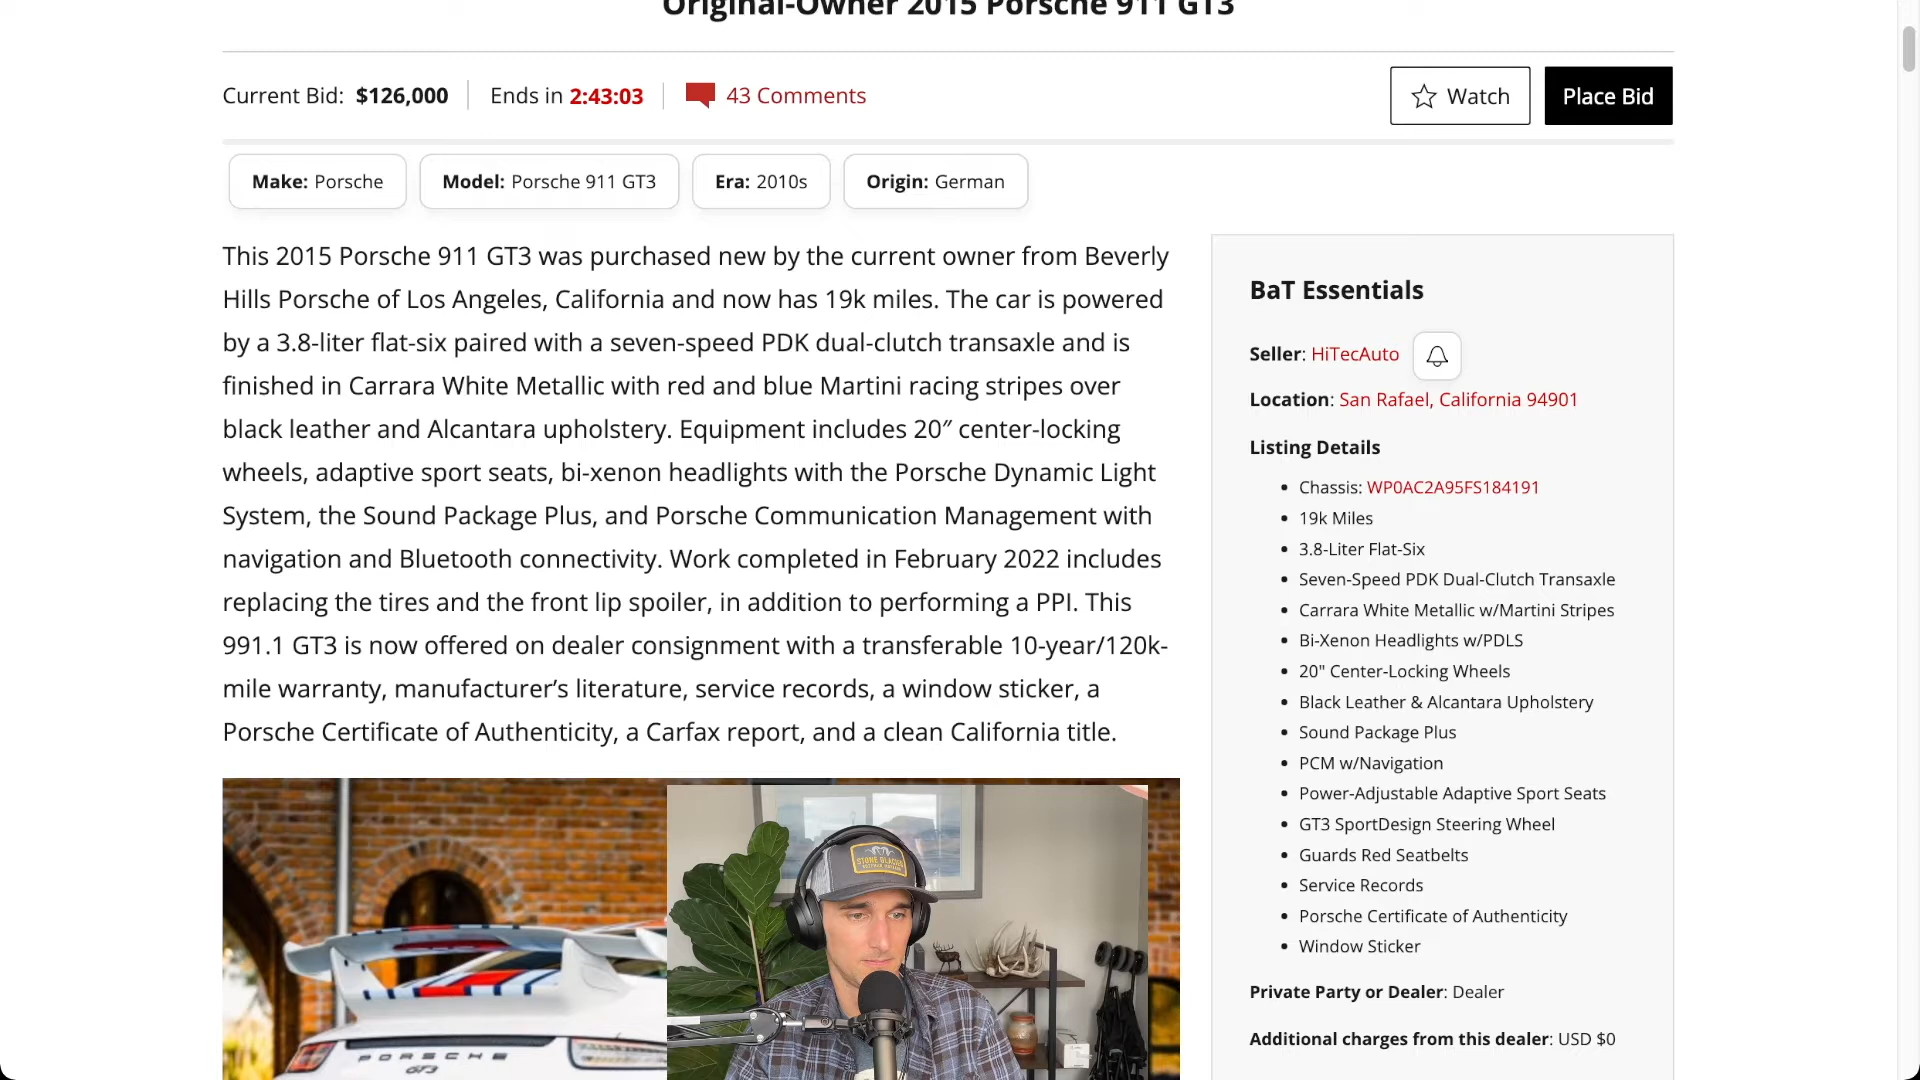 Original-Owner 2015 Porsche 911 GT3
Current Bid: $126,000
Ends in 2:43:03
43 Comments
Watch
Place Bid
Make: Porsche
Model: Porsche 911 GT3
Era: 2010s
Origin: German
This 2015 Porsche 911 GT3 was purchased new by the current owner from Beverly
Hills Porsche of Los Angeles, California and now has 19k miles. The car is powered
by a 3.8-liter flat-six paired with a seven-speed PDK dual-clutch transaxle and is
finished in Carrara White Metallic with red and blue Martini racing stripes over
black leather and Alcantara upholstery. Equipment includes 20″ center-locking
wheels, adaptive sport seats, bi-xenon headlights with the Porsche Dynamic Light
System, the Sound Package Plus, and Porsche Communication Management with
navigation and Bluetooth connectivity. Work completed in February 2022 includes
replacing the tires and the front lip spoiler, in addition to performing a PPI. This
991.1 GT3 is now offered on dealer consignment with a transferable 10-year/120k-
mile warranty, manufacturer’s literature, service records, a window sticker, a
Porsche Certificate of Authenticity, a Carfax report, and a clean California title.
BaT Essentials
Seller: HiTecAuto
Location: San Rafael, California 94901
Listing Details
• Chassis: WP0AC2A95FS184191
• 19k Miles
• 3.8-Liter Flat-Six
• Seven-Speed PDK Dual-Clutch Transaxle
• Carrara White Metallic w/Martini Stripes
• Bi-Xenon Headlights w/PDLS
• 20" Center-Locking Wheels
• Black Leather & Alcantara Upholstery
• Sound Package Plus
• PCM w/Navigation
• Power-Adjustable Adaptive Sport Seats
• GT3 SportDesign Steering Wheel
• Guards Red Seatbelts
• Service Records
• Porsche Certificate of Authenticity
• Window Sticker
Private Party or Dealer: Dealer
Additional charges from this dealer: USD $0
STONE GLACIER
PORSCHE
GT3